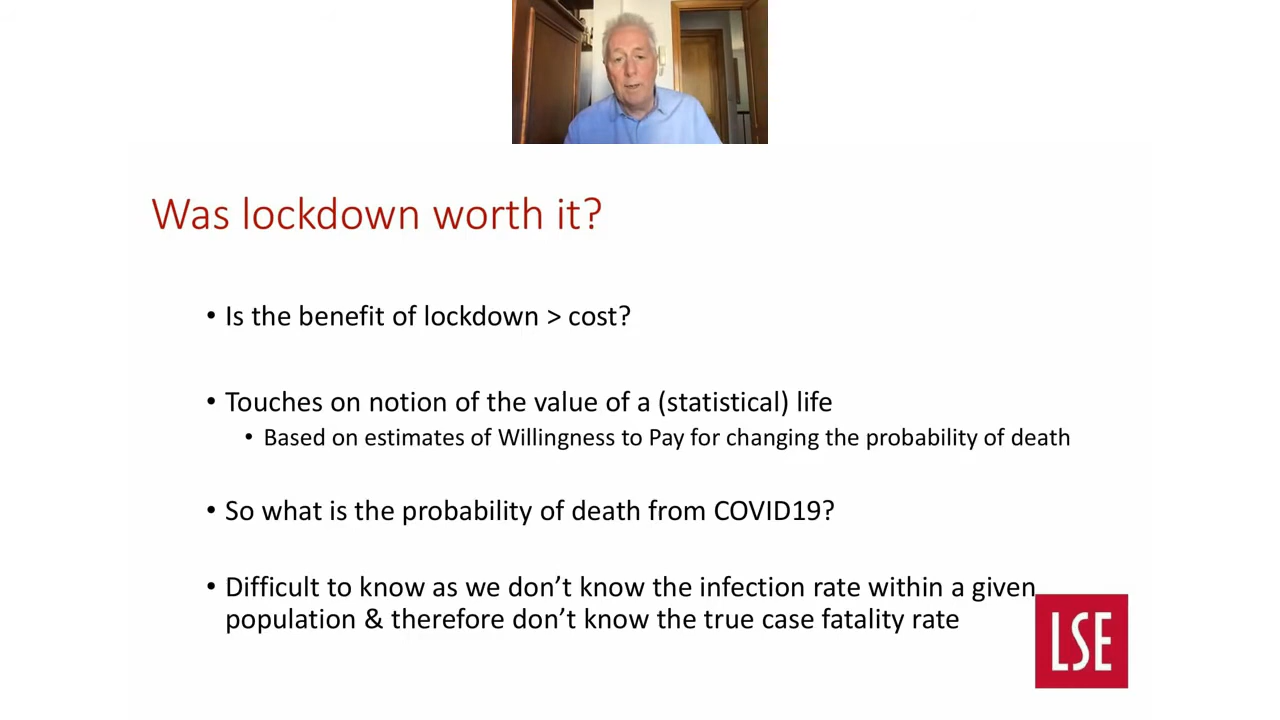 Was lockdown worth it?
• Is the benefit of lockdown > cost?
• Touches on notion of the value of a (statistical) life
• Based on estimates of Willingness to Pay for changing the probability of death
• So what is the probability of death from COVID19?
• Difficult to know as we don’t know the infection rate within a given
population & therefore don’t know the true case fatality rate
LSE